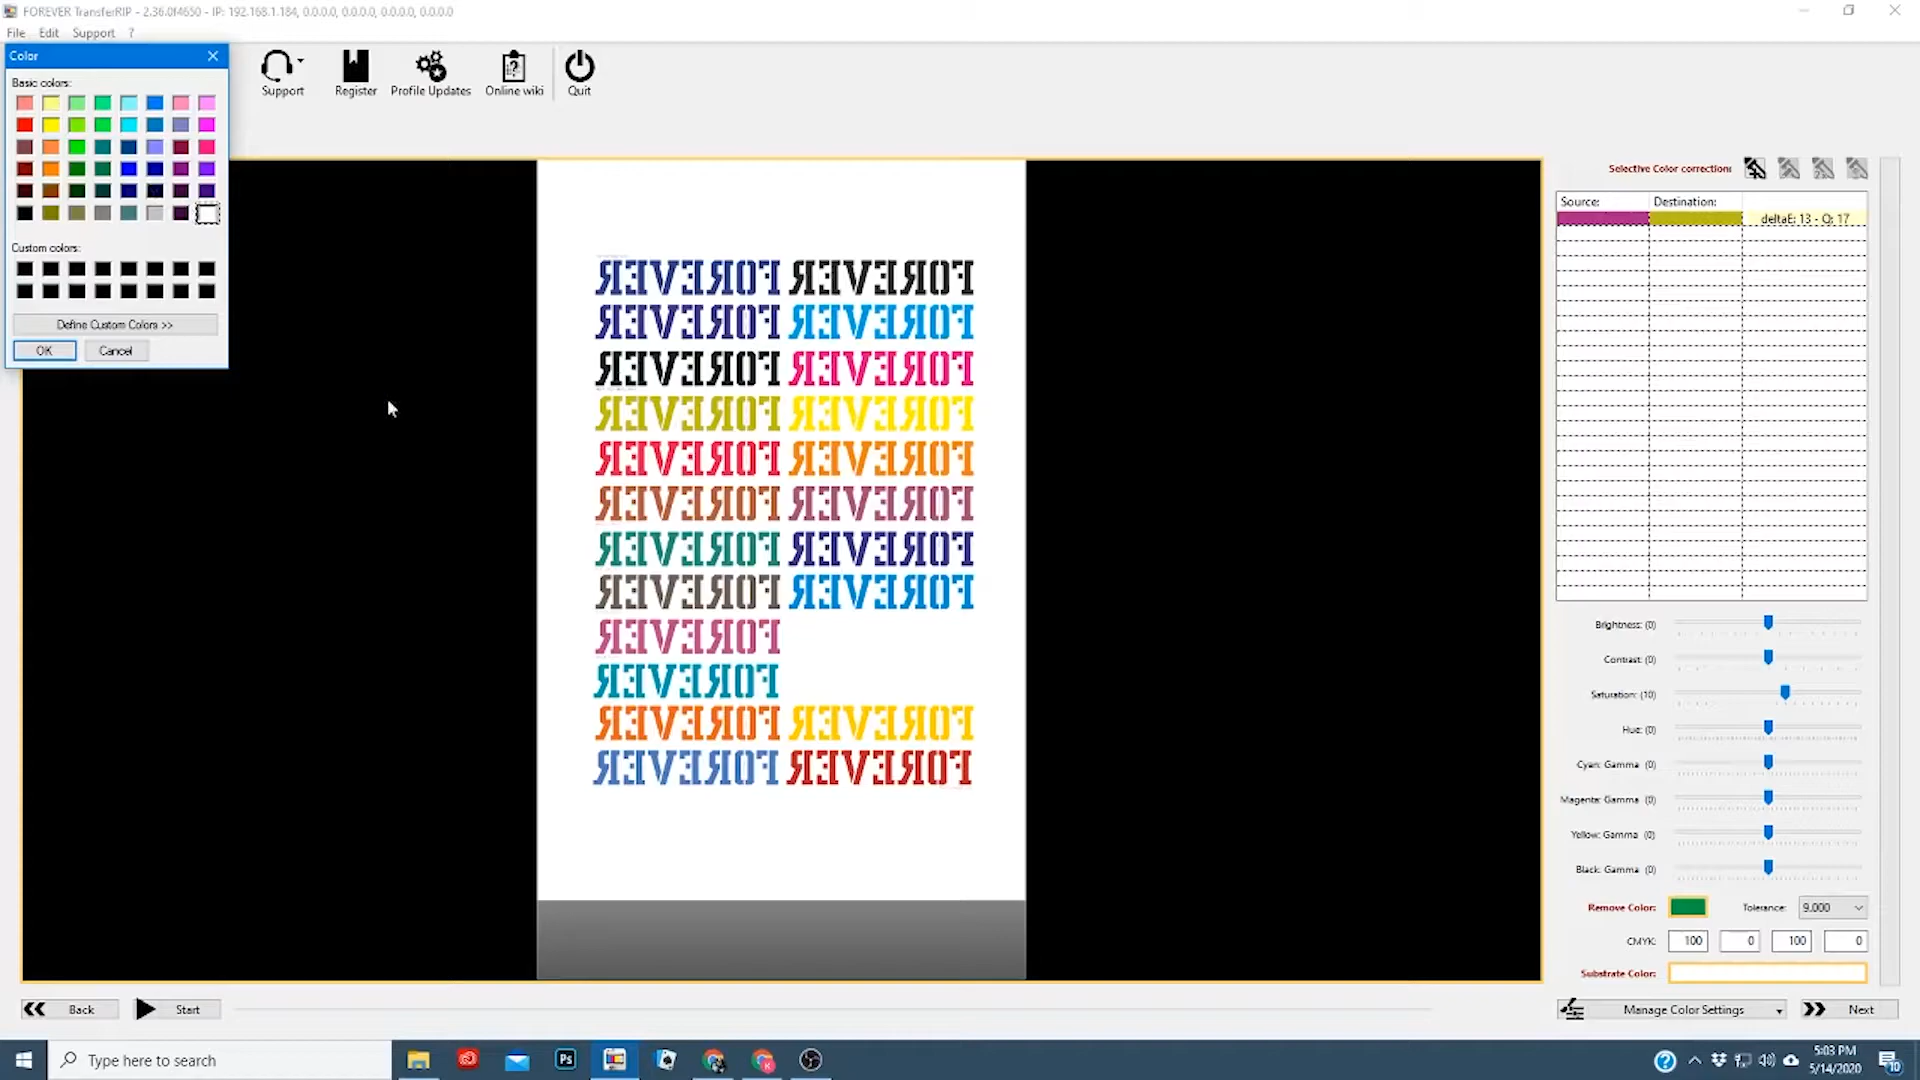 FOREVER TransferRIP - 2.36.0f4650 - IP: 192.168.1.184, 0.0.0.0, 0.0.0.0, 0.0.0.0
File Edit Support ?
Color
Basic colors:
Custom colors:
Define Custom Colors >>
OK Cancel
Support Register Profile Updates Online wiki Quit
FOREVER FOREVER
FOREVER FOREVER
FOREVER FOREVER
FOREVER FOREVER
FOREVER FOREVER
FOREVER FOREVER
FOREVER FOREVER
FOREVER FOREVER
FOREVER
FOREVER
FOREVER FOREVER
FOREVER FOREVER
Selective Color correction:
Source: Destination:
deltaE: 13 - Q: 17
Brightness: (0)
Contrast: (0)
Saturation: (10)
Hue: (0)
Cyan: Gamma (0)
Magenta: Gamma (0)
Yellow: Gamma (0)
Black: Gamma (0)
Remove Color: Tolerance: 9.000
CMYK: 100 0 100 0
Substrate Color:
Back Start Manage Color Settings Next
Type here to search
Ps
5:03 PM
5/14/2020
10